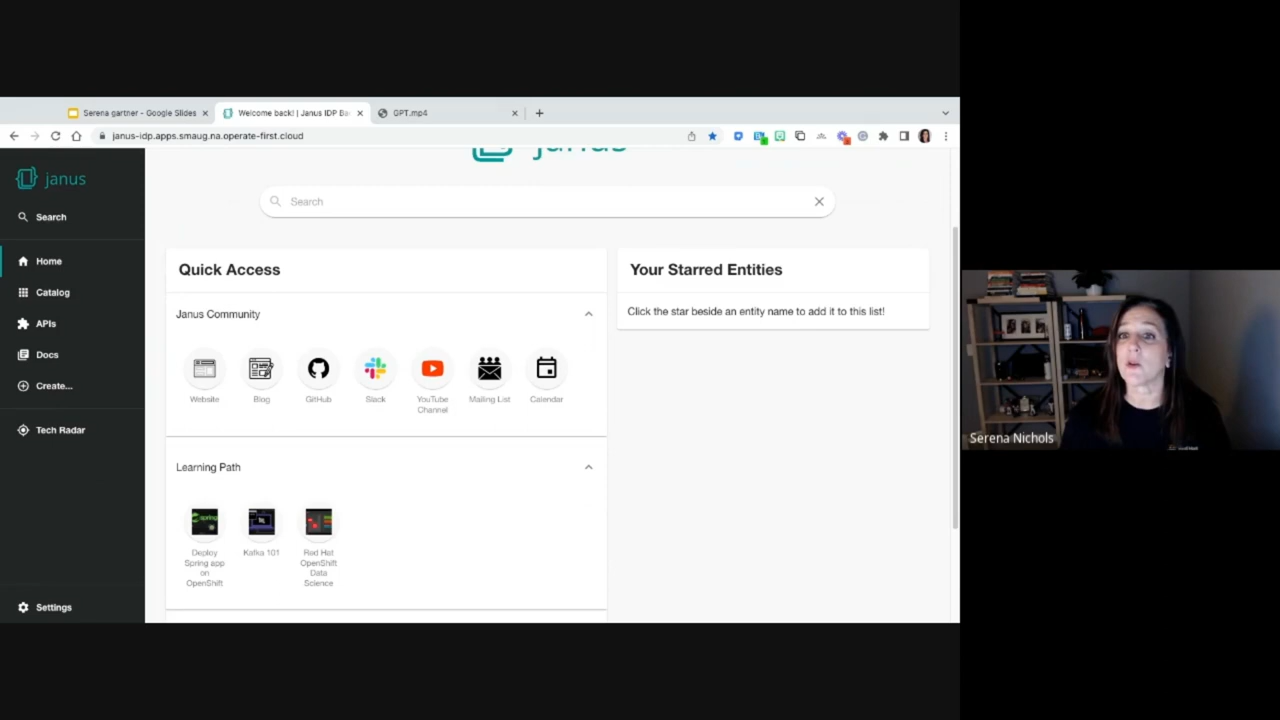 Serena gartner - Google Slides
Welcome back! | Janus IDP Ba
GPT.mp4
janus-idp.apps.smaug.na.operate-first.cloud
janus
janus
Search
Search
Home
Catalog
APIs
Docs
Create...
Tech Radar
Settings
Quick Access
Your Starred Entities
Janus Community
Click the star beside an entity name to add it to this list!
Website
Blog
GitHub
Slack
YouTube
Channel
Mailing List
Calendar
Learning Path
spring
Deploy
Spring app
on
OpenShift
Kafka 101
Red Hat
OpenShift
Data
Science
Serena Nichols